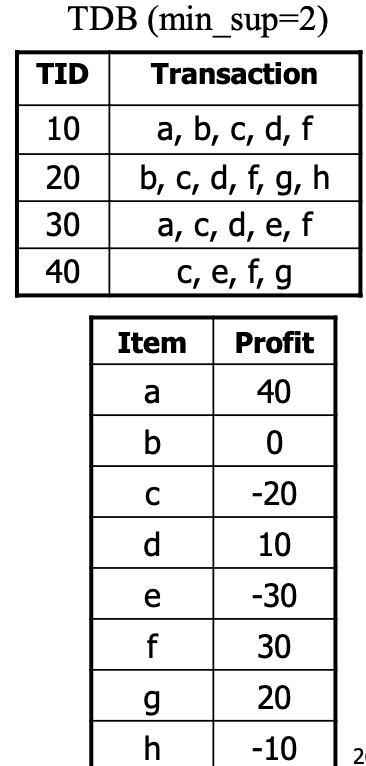 TDB (min_sup=2)
TID Transaction
10 a, b, c, d, f
20 b, c, d, f, g, h
30 a, c, d, e, f
40 c, e, f, g
Item Profit
a 40
b 0
c -20
d 10
e -30
f 30
g 20
h -10